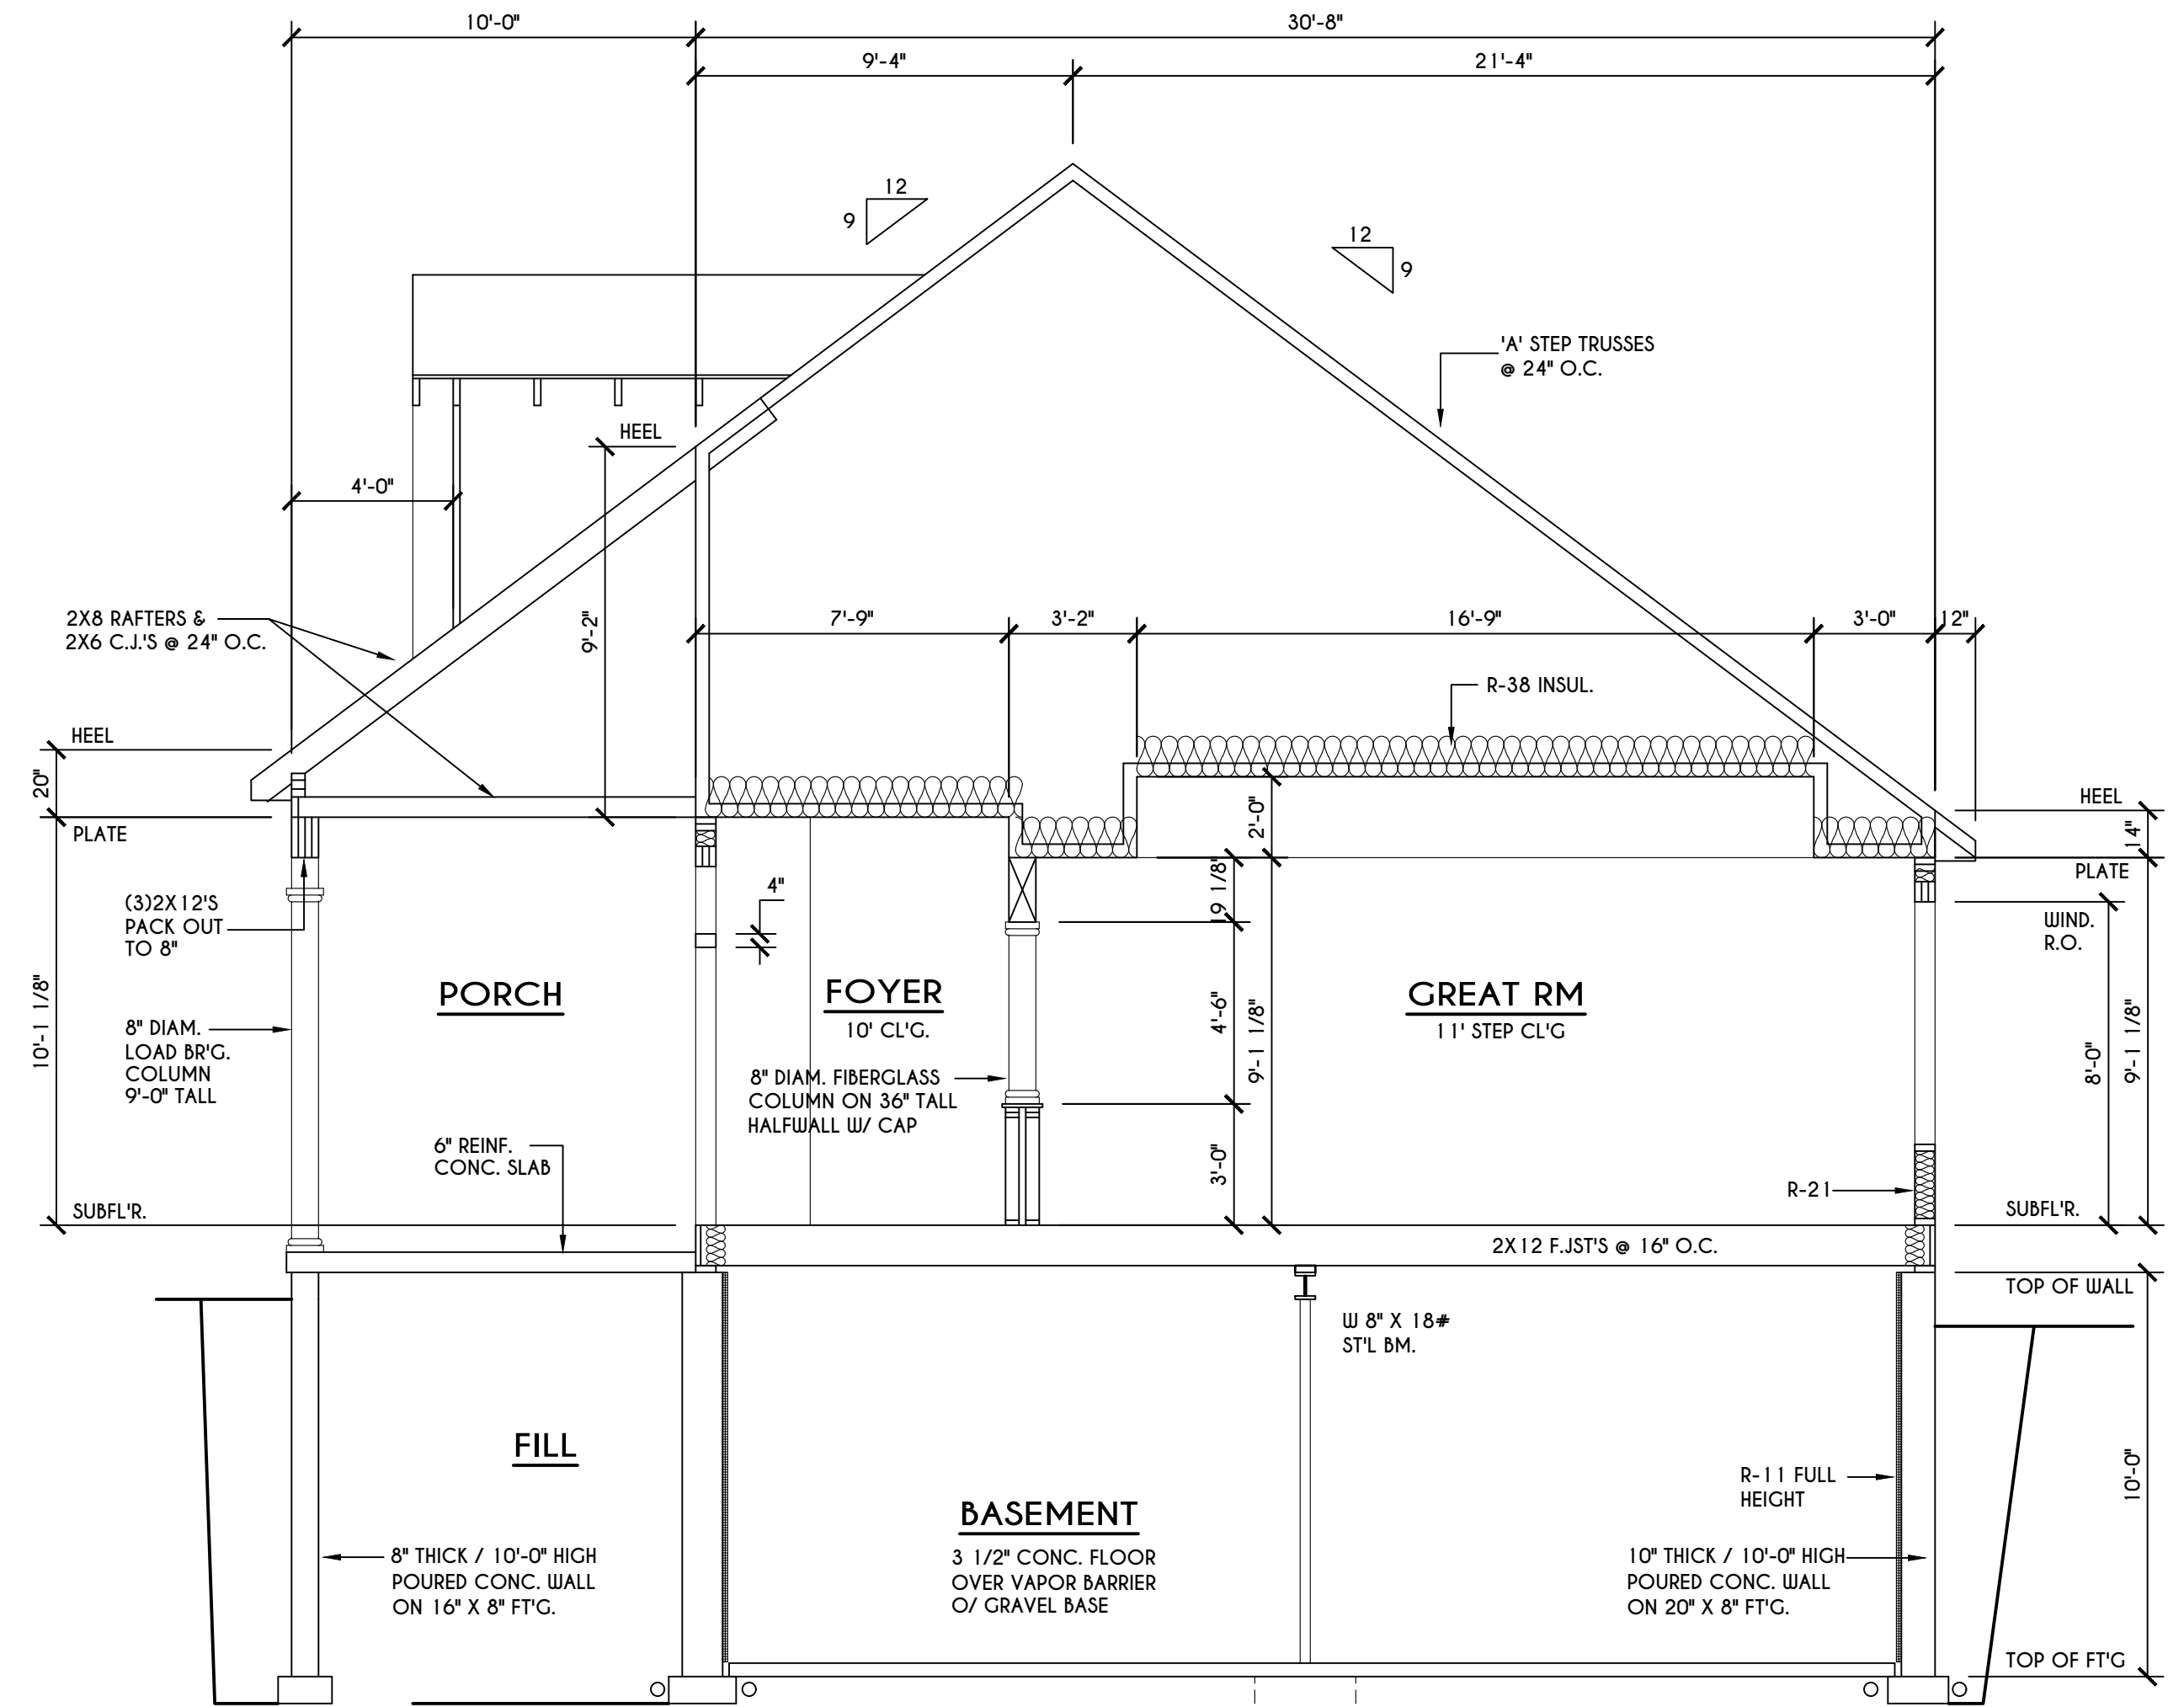 10'-0"
30'-8"
9'-4"
21'-4"
12
9
12
9
'A' STEP TRUSSES
@ 24" O.C.
HEEL
4'-0"
9'-2"
2X8 RAFTERS &
2X6 C.J.'S @ 24" O.C.
7'-9"
3'-2"
16'-9"
3'-0"
12"
R-38 INSUL.
HEEL
20"
PLATE
HEEL
14"
PLATE
2'-0"
19 1/8"
4"
(3)2X12'S
PACK OUT
TO 8"
WIND.
R.O.
10'-1 1/8"
PORCH
FOYER
10' CL'G.
GREAT RM
11' STEP CL'G
4'-6"
9'-1 1/8"
8'-0"
9'-1 1/8"
8" DIAM.
LOAD BR'G.
COLUMN
9'-0" TALL
8" DIAM. FIBERGLASS
COLUMN ON 36" TALL
HALFWALL W/ CAP
6" REINF.
CONC. SLAB
3'-0"
R-21
SUBFL'R.
SUBFL'R.
2X12 F.JST'S @ 16" O.C.
TOP OF WALL
W 8" X 18#
ST'L BM.
FILL
BASEMENT
3 1/2" CONC. FLOOR
OVER VAPOR BARRIER
O/ GRAVEL BASE
R-11 FULL
HEIGHT
10'-0"
8" THICK / 10'-0" HIGH
POURED CONC. WALL
ON 16" X 8" FT'G.
10" THICK / 10'-0" HIGH
POURED CONC. WALL
ON 20" X 8" FT'G.
TOP OF FT'G